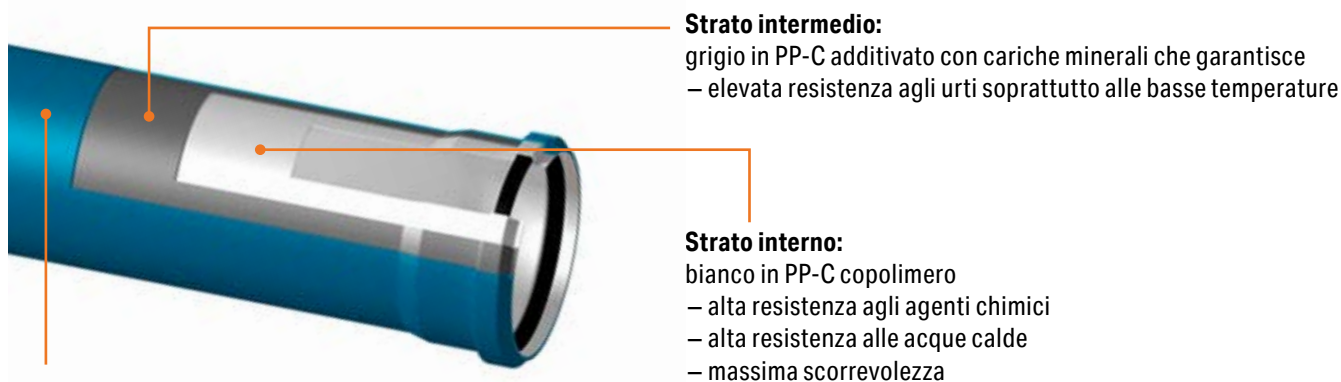 Strato intermedio:
grigio in PP-C additivato con cariche minerali che garantisce
– elevata resistenza agli urti soprattutto alle basse temperature
Strato interno:
bianco in PP-C copolimero
– alta resistenza agli agenti chimici
– alta resistenza alle acque calde
– massima scorrevolezza